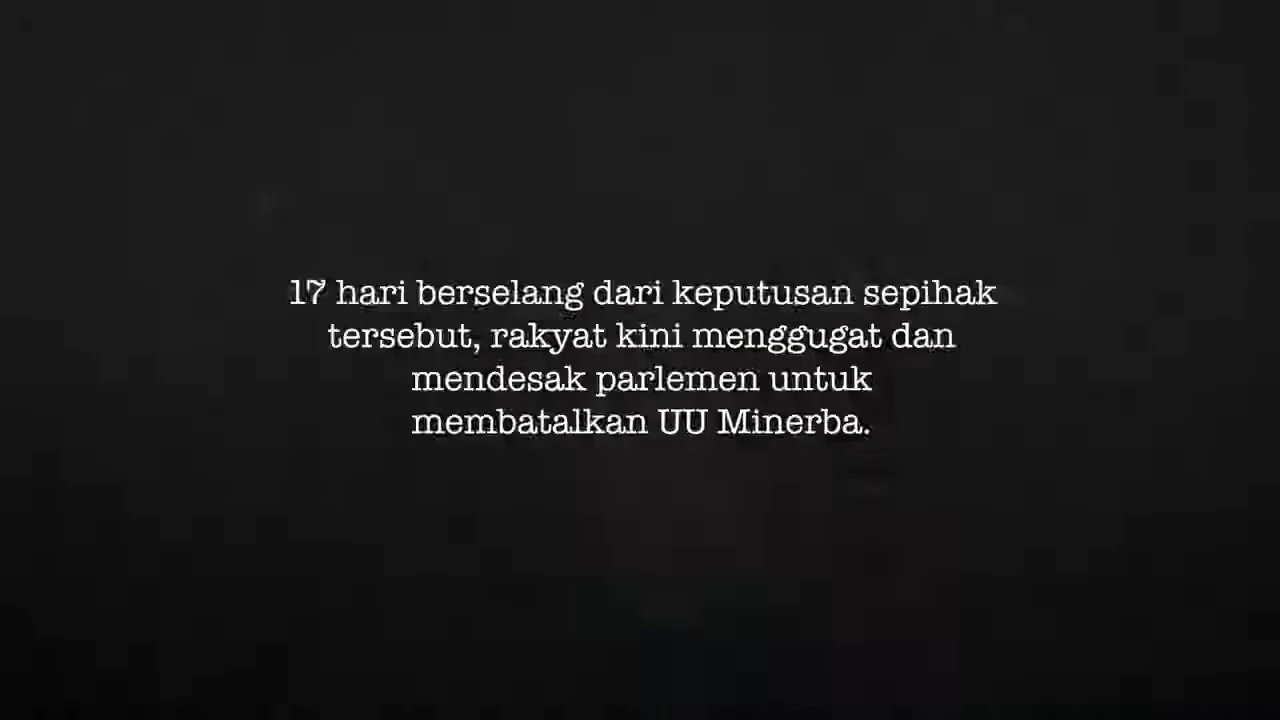 17 hari berselang dari keputusan sepihak
tersebut, rakyat kini menggugat dan
mendesak parlemen untuk
membatalkan UU Minerba.